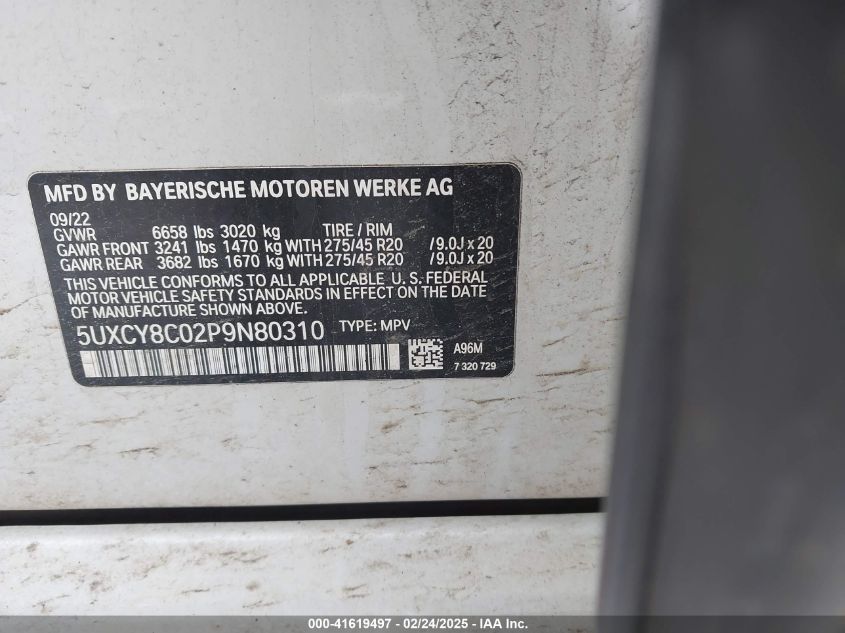 MFD BY BAYERISCHE MOTOREN WERKE AG
09/22
GVWR 6658 lbs 3020 kg TIRE / RIM
GAWR FRONT 3241 lbs 1470 kg WITH 275/45 R20 /9.0J x 20
GAWR REAR 3682 lbs 1670 kg WITH 275/45 R20 /9.0J x 20
THIS VEHICLE CONFORMS TO ALL APPLICABLE U. S. FEDERAL
MOTOR VEHICLE SAFETY STANDARDS IN EFFECT ON THE DATE
OF MANUFACTURE SHOWN ABOVE.
5UXCY8C02P9N80310 TYPE: MPV
A96M
7 320 729
000-41619497 - 02/24/2025 - IAAI.com